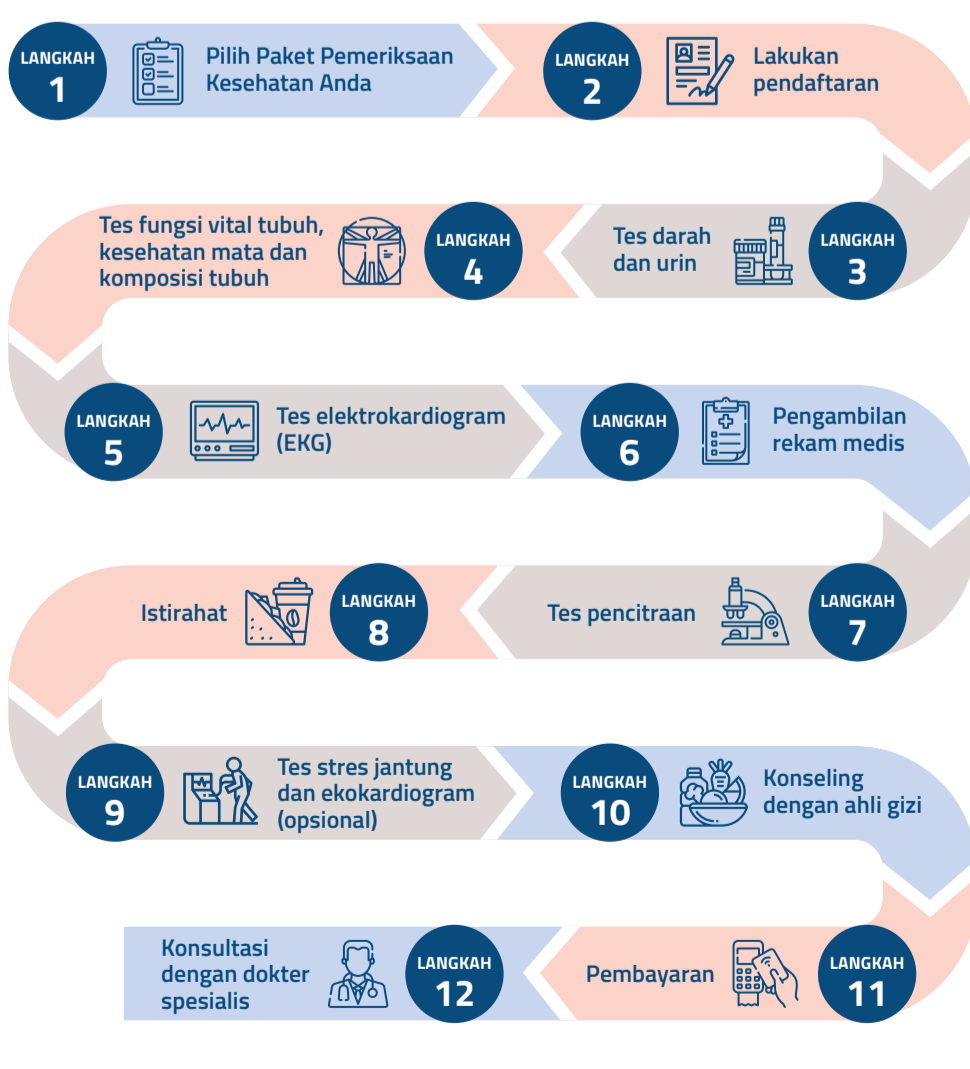 LANGKAH
1
Pilih Paket Pemeriksaan
Kesehatan Anda
LANGKAH
2
Lakukan
pendaftaran
LANGKAH
3
Tes darah
dan urin
LANGKAH
4
Tes fungsi vital tubuh,
kesehatan mata dan
komposisi tubuh
LANGKAH
5
Tes elektrokardiogram
(EKG)
LANGKAH
6
Pengambilan
rekam medis
LANGKAH
7
Tes pencitraan
LANGKAH
8
Istirahat
LANGKAH
9
Tes stres jantung
dan ekokardiogram
(opsional)
LANGKAH
10
Konseling
dengan ahli gizi
LANGKAH
11
Pembayaran
LANGKAH
12
Konsultasi
dengan dokter
spesialis